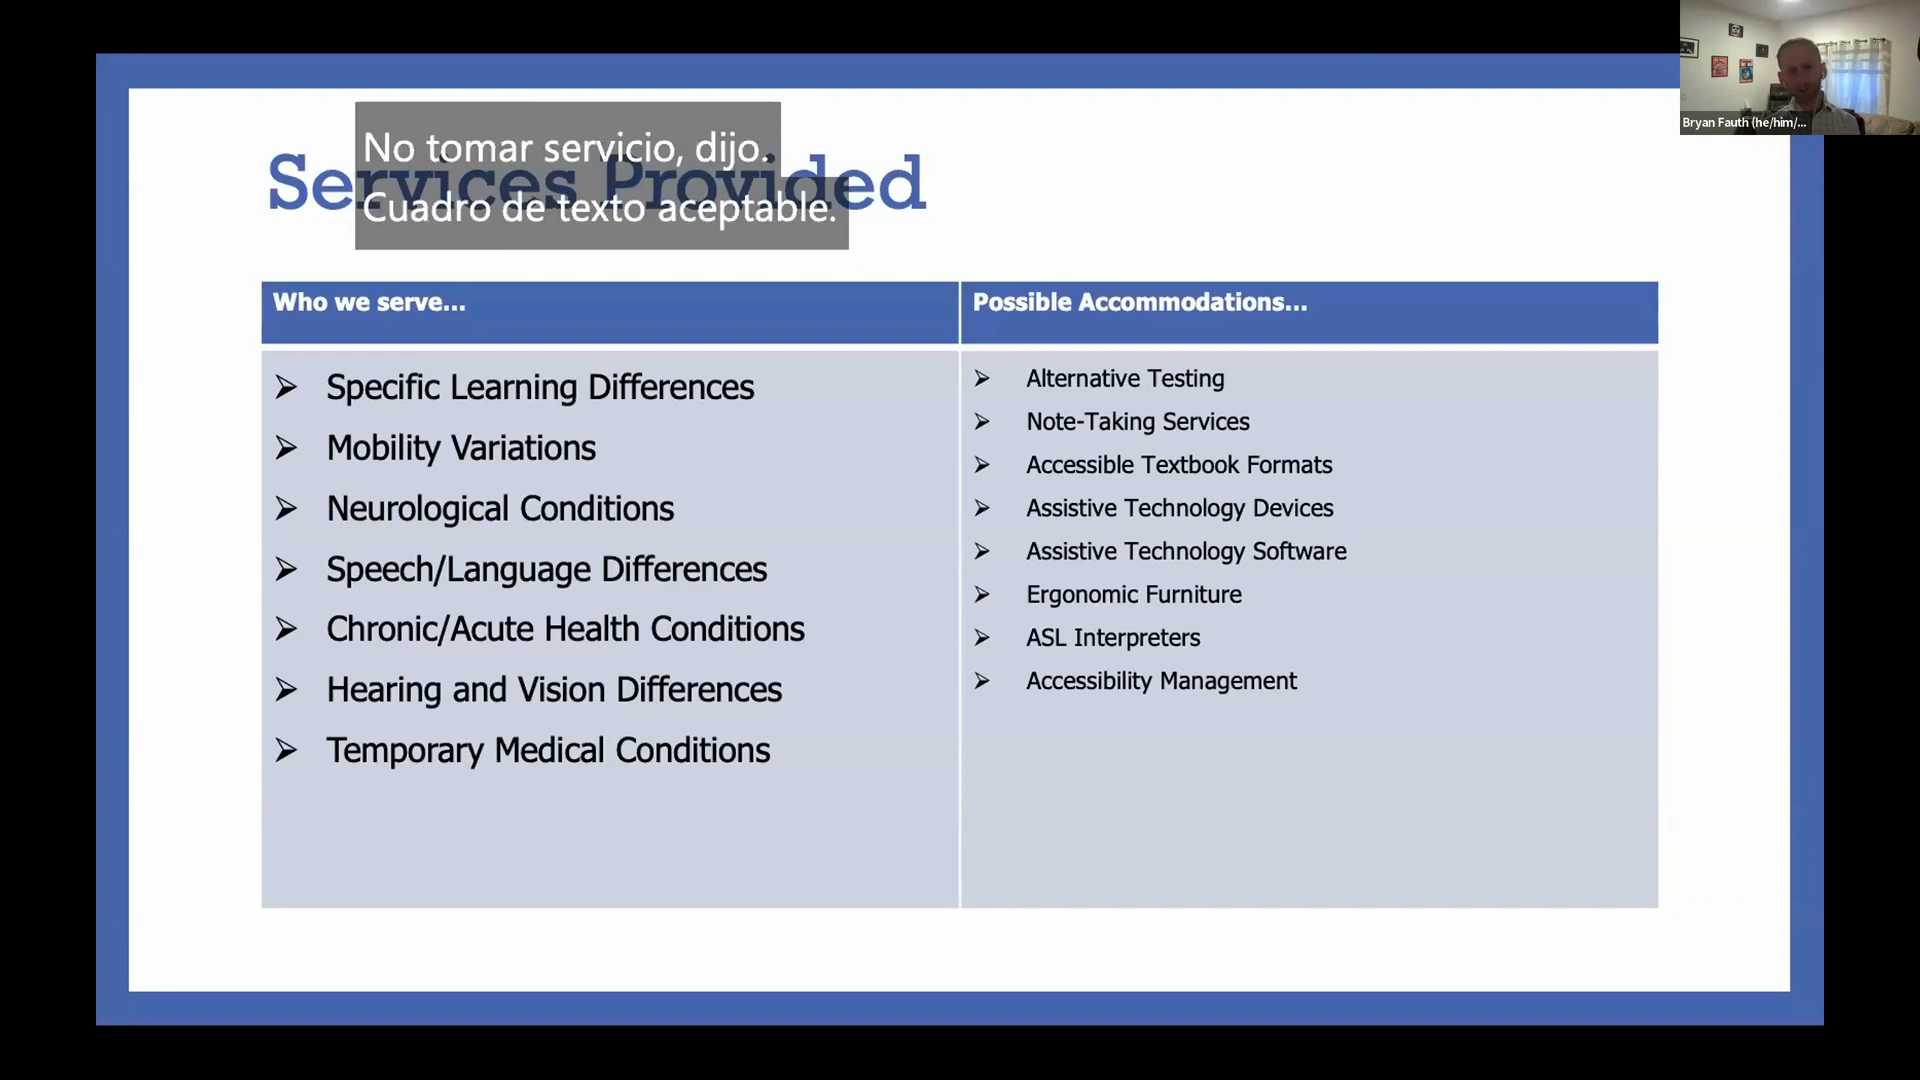 No tomar servicio, dijo.
Cuadro de texto aceptable.
Services Provided
Bryan Fauth (he/him/...
Who we serve...
Specific Learning Differences
Mobility Variations
Neurological Conditions
Speech/Language Differences
Chronic/Acute Health Conditions
Hearing and Vision Differences
Temporary Medical Conditions
Possible Accommodations...
Alternative Testing
Note-Taking Services
Accessible Textbook Formats
Assistive Technology Devices
Assistive Technology Software
Ergonomic Furniture
ASL Interpreters
Accessibility Management